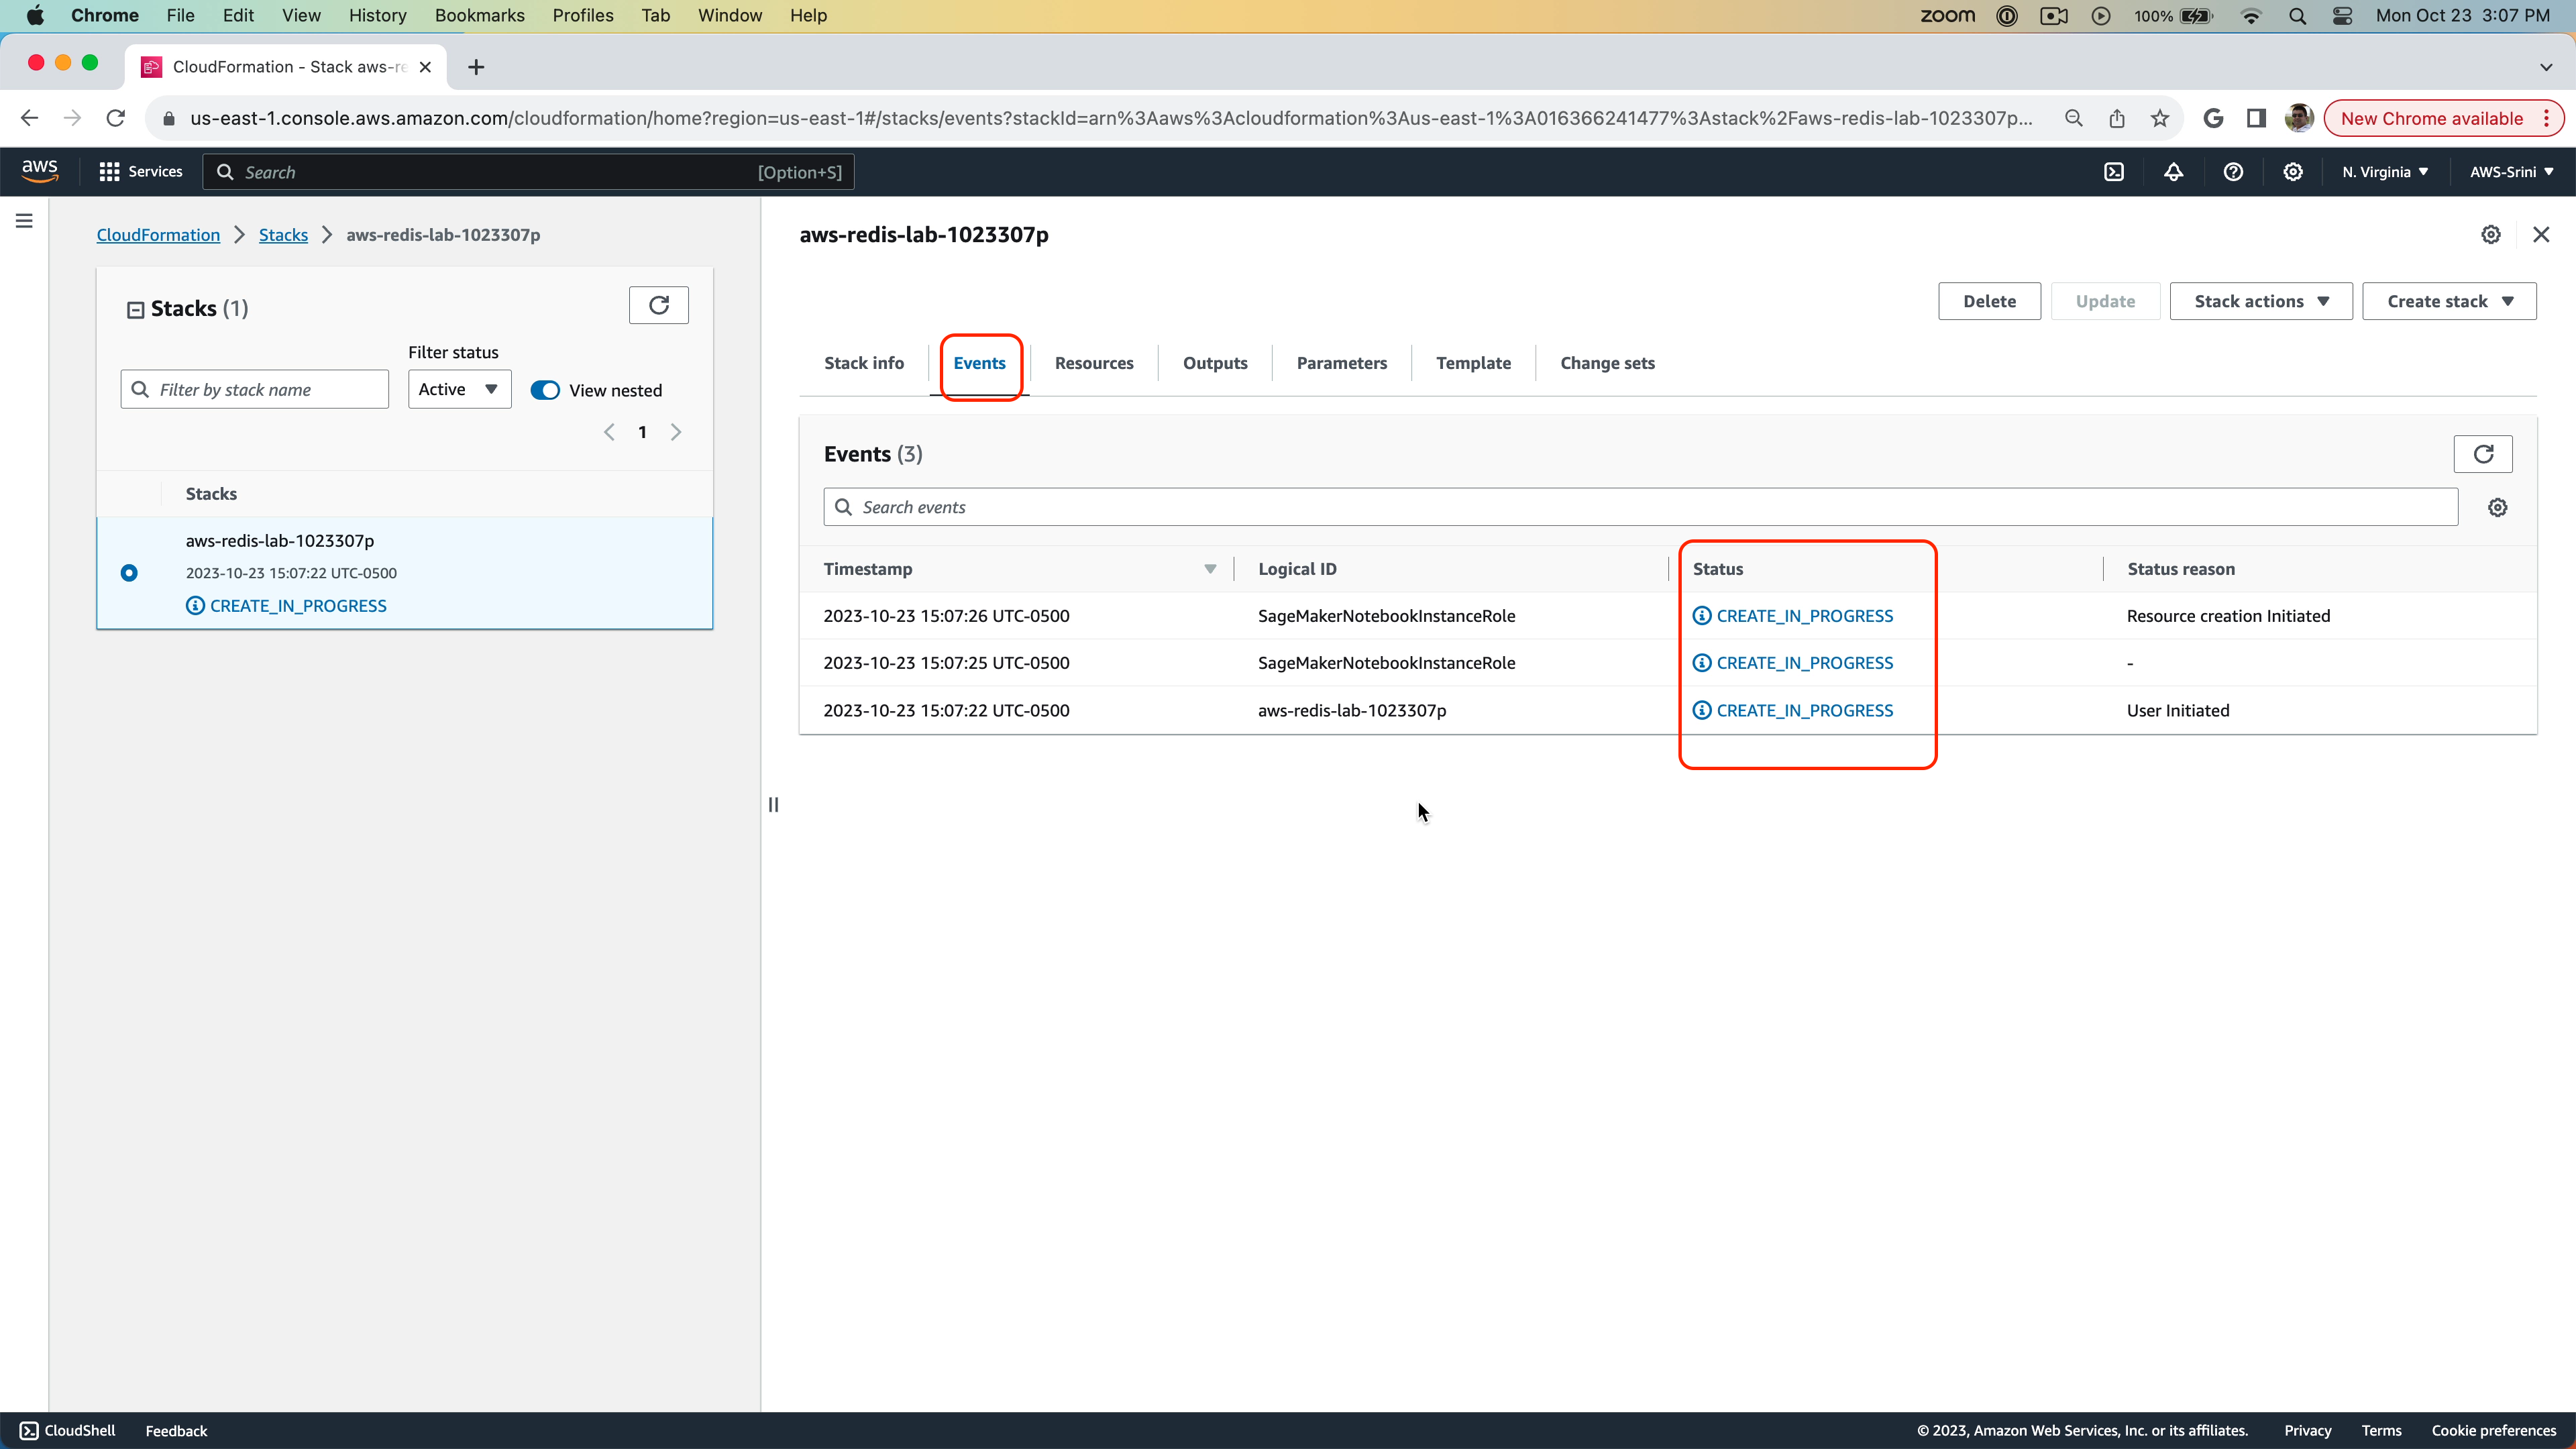 Chrome File Edit View History Bookmarks Profiles Tab Window Help zoom 100% Mon Oct 23 3:07 PM
CloudFormation - Stack aws-re
us-east-1.console.aws.amazon.com/cloudformation/home?region=us-east-1#/stacks/events?stackId=arn%3Aaws%3Acloudformation%3Aus-east-1%3A016366241477%3Astack%2Faws-redis-lab-1023307p... New Chrome available
aws Services Search [Option+S] N. Virginia AWS-Srini
CloudFormation Stacks aws-redis-lab-1023307p
Stacks (1)
Filter status
Filter by stack name Active View nested
1
Stacks
aws-redis-lab-1023307p
2023-10-23 15:07:22 UTC-0500
CREATE_IN_PROGRESS
aws-redis-lab-1023307p
Delete Update Stack actions Create stack
Stack info Events Resources Outputs Parameters Template Change sets
Events (3)
Search events
Timestamp Logical ID Status Status reason
2023-10-23 15:07:26 UTC-0500 SageMakerNotebookInstanceRole CREATE_IN_PROGRESS Resource creation Initiated
2023-10-23 15:07:25 UTC-0500 SageMakerNotebookInstanceRole CREATE_IN_PROGRESS -
2023-10-23 15:07:22 UTC-0500 aws-redis-lab-1023307p CREATE_IN_PROGRESS User Initiated
CloudShell Feedback © 2023, Amazon Web Services, Inc. or its affiliates. Privacy Terms Cookie preferences